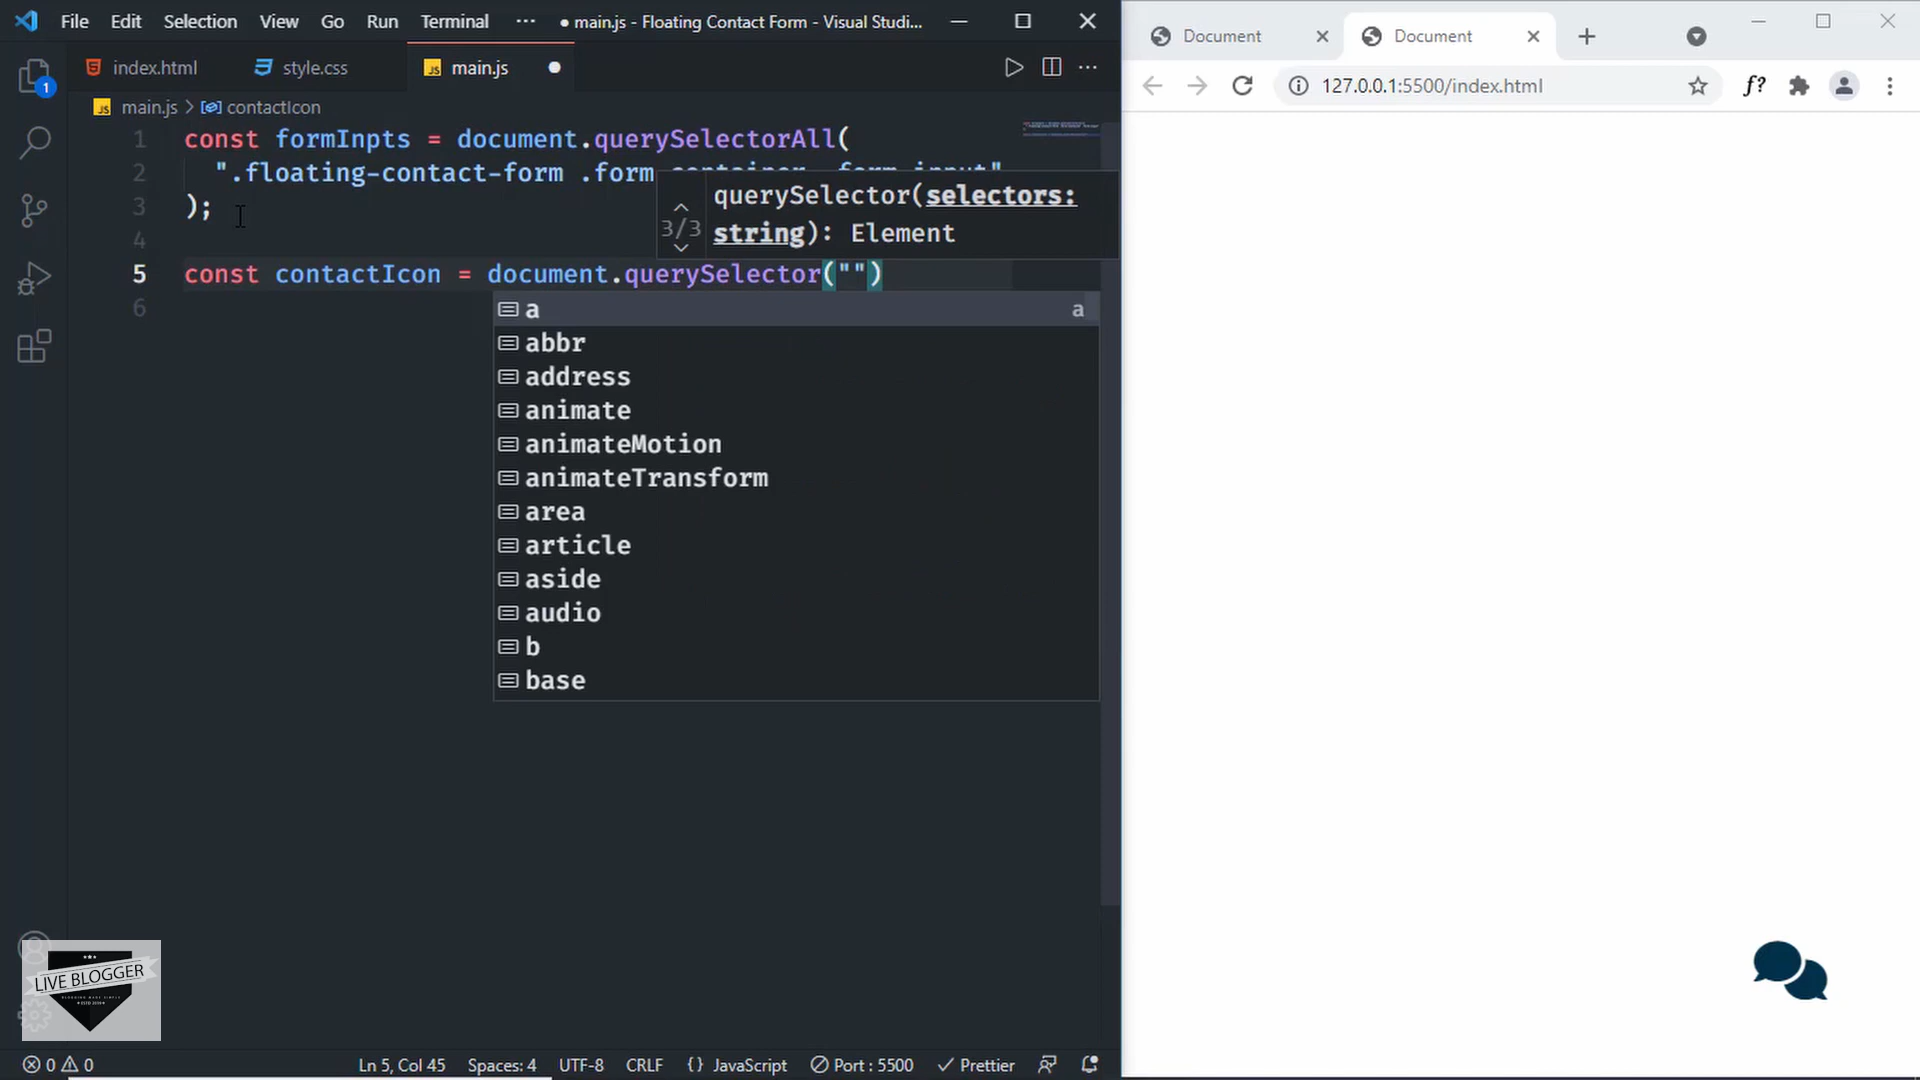 File Edit Selection View Go Run Terminal ··· ● main.js - Floating Contact Form - Visual Studi...
index.html style.css JS main.js
JS main.js > contactIcon
1 const formInpts = document.querySelectorAll(
2 ".floating-contact-form .form
3 );
4
5 const contactIcon = document.querySelector("")
6
3/3
querySelector(selectors:
string): Element
a a
abbr
address
animate
animateMotion
animateTransform
area
article
aside
audio
b
base
1
LIVE BLOGGER
0 0 Ln 5, Col 45 Spaces: 4 UTF-8 CRLF {} JavaScript Port : 5500 Prettier
Document Document
127.0.0.1:5500/index.html f?